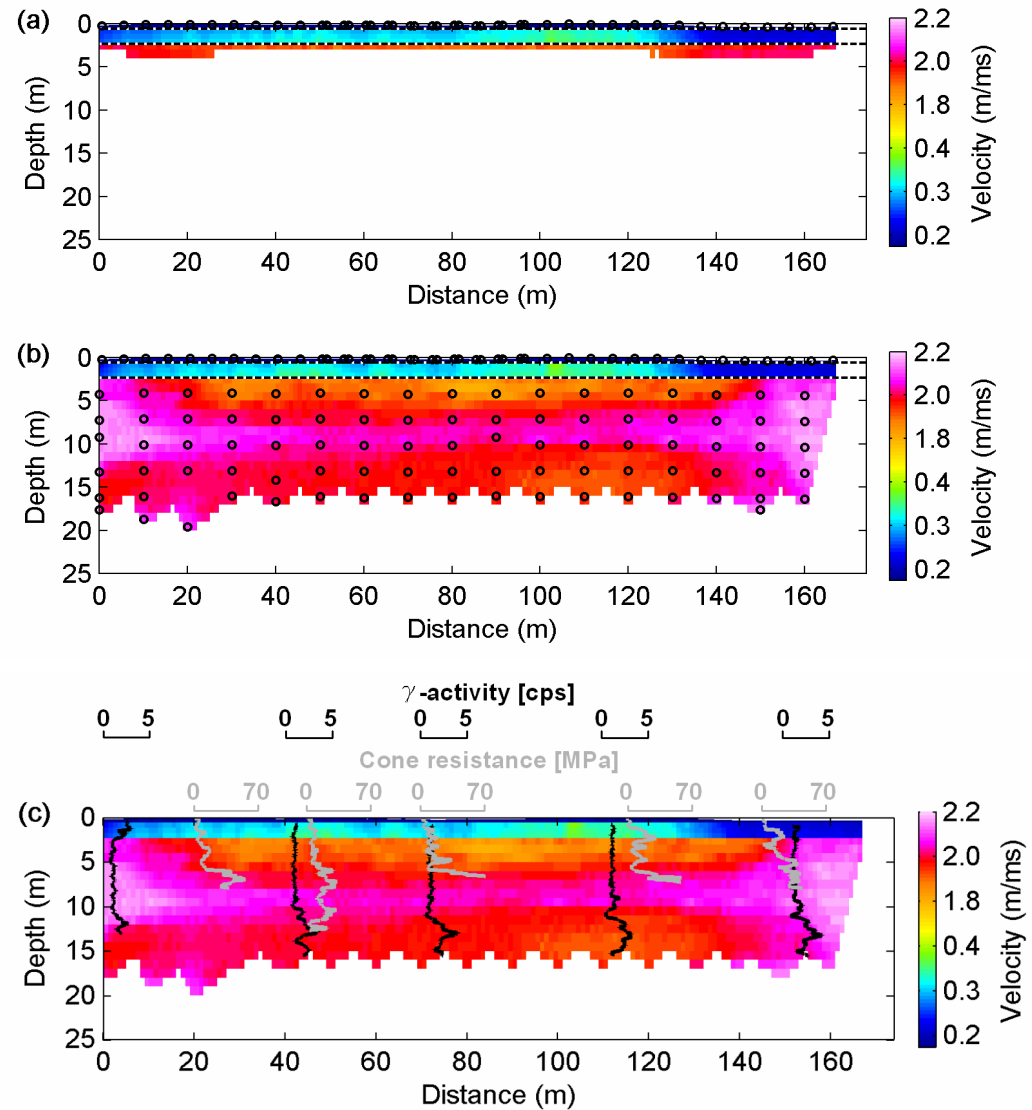 (a)
0
5
10
15
20
25
Depth (m)
0 20 40 60 80 100 120 140 160
Distance (m)
2.2
2.0
1.8
0.4
0.3
0.2
Velocity (m/ms)
(b)
0
5
10
15
20
25
Depth (m)
0 20 40 60 80 100 120 140 160
Distance (m)
2.2
2.0
1.8
0.4
0.3
0.2
Velocity (m/ms)
γ-activity [cps]
0 5 0 5 0 5 0 5 0 5
Cone resistance [MPa]
0 70 0 70 0 70 0 70 0 70
(c)
0
5
10
15
20
25
Depth (m)
0 20 40 60 80 100 120 140 160
Distance (m)
2.2
2.0
1.8
0.4
0.3
0.2
Velocity (m/ms)